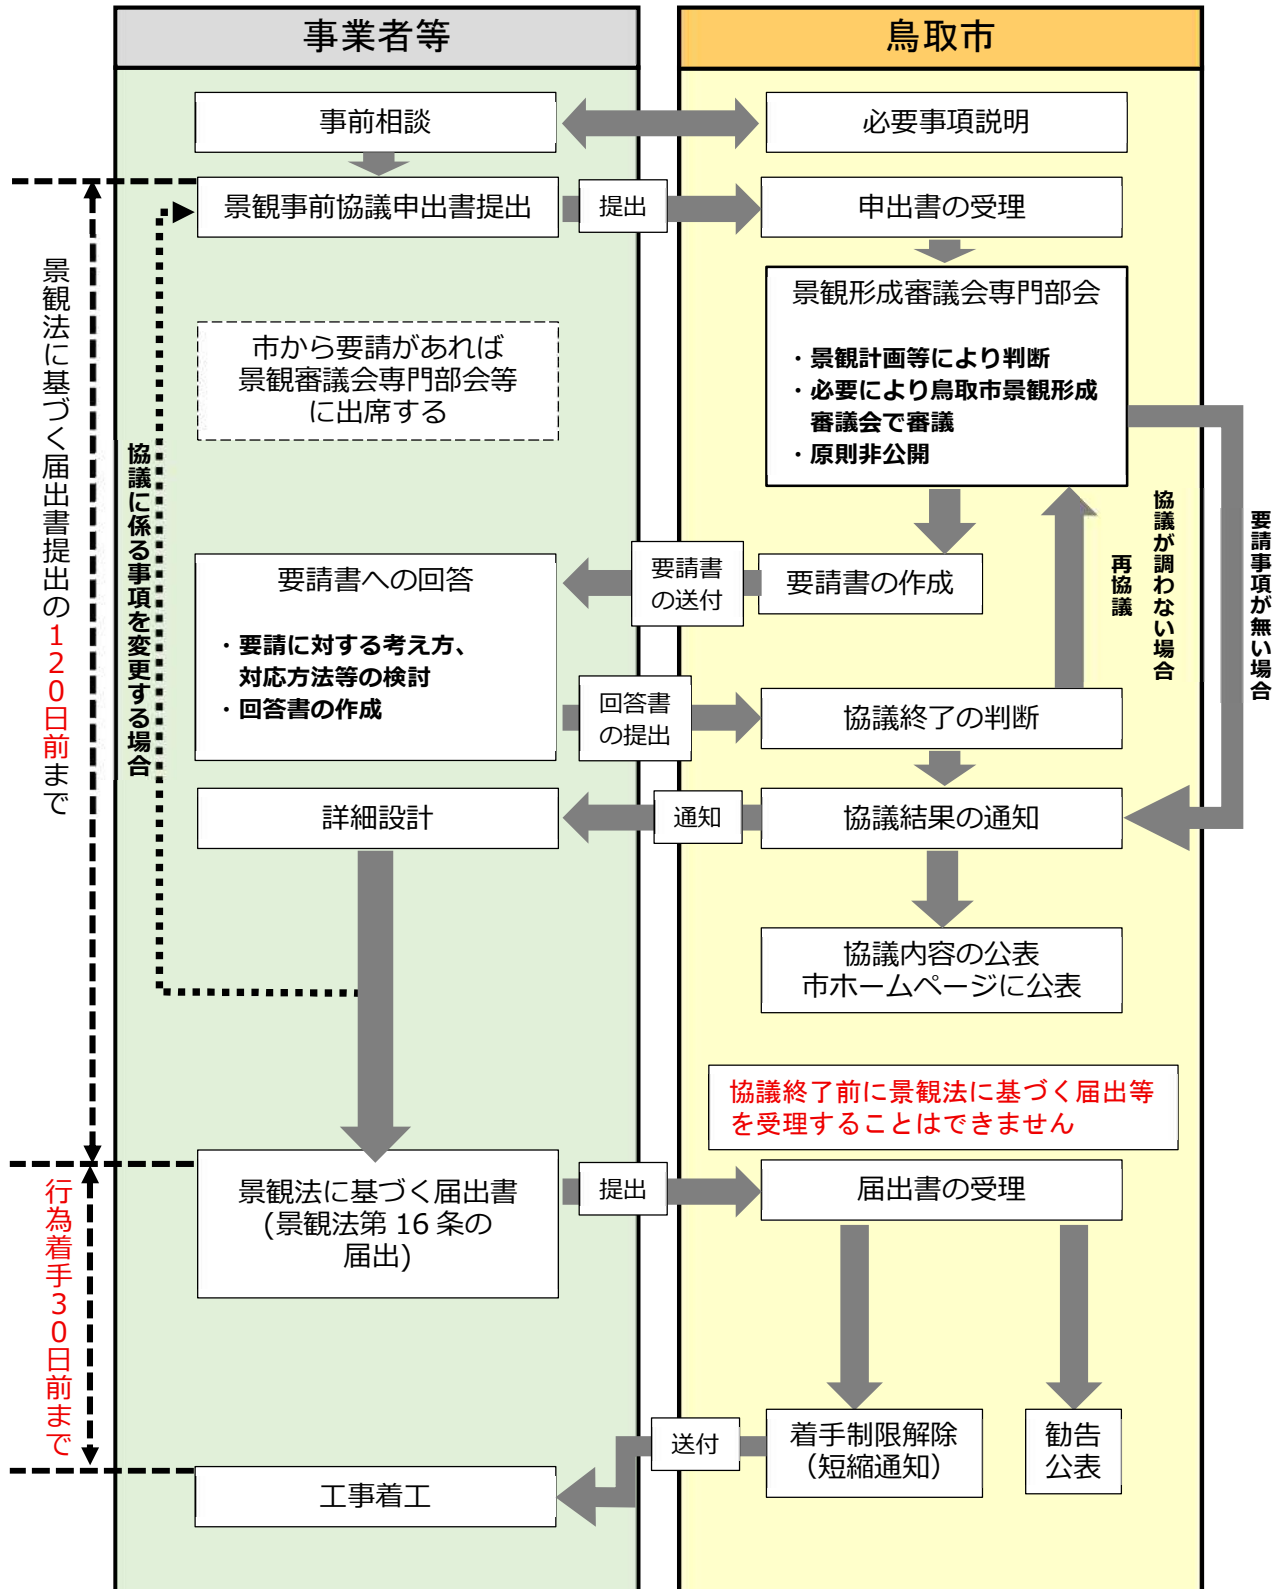 事業者等
鳥取市
事前相談
必要事項説明
景観事前協議申出書提出
提出
申出書の受理
景観形成審議会専門部会
・景観計画等により判断
・必要により鳥取市景観形成
審議会で審議
・原則非公開
市から要請があれば
景観審議会専門部会等
に出席する
景観法に基づく届出書提出の120日前まで
協議に係る事項を変更する場合
要請書
の送付
要請書の作成
再協議
協議が調わない場合
要請事項が無い場合
要請書への回答
・要請に対する考え方、
対応方法等の検討
・回答書の作成
回答書
の提出
協議終了の判断
詳細設計
通知
協議結果の通知
協議内容の公表
市ホームページに公表
協議終了前に景観法に基づく届出等
を受理することはできません
景観法に基づく届出書
(景観法第 16 条の
届出)
提出
届出書の受理
行為着手30日前まで
送付
着手制限解除
（短縮通知）
勧告
公表
工事着工